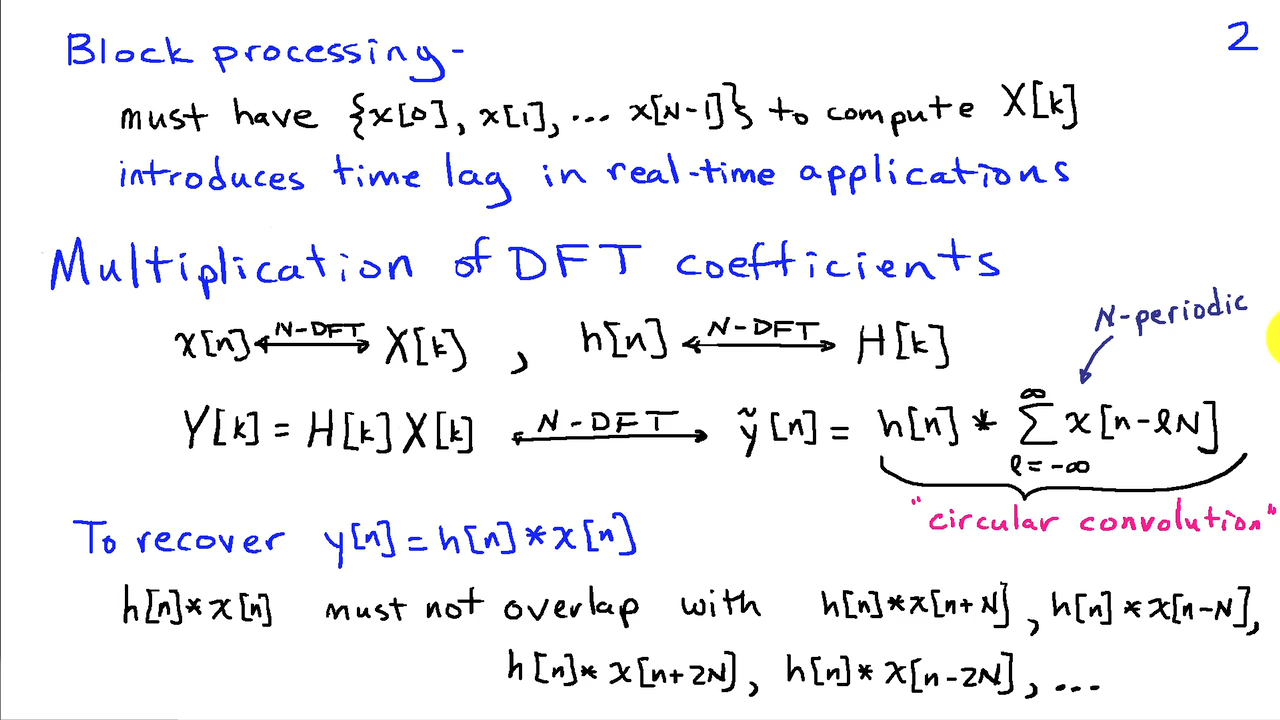 2
Block processing -
must have {x[0], x[1], ... x[N-1]} to compute X[k]
introduces time lag in real-time applications
Multiplication of DFT coefficients
N-periodic
x[n] <--N-DFT--> X[k] , h[n] <--N-DFT--> H[k]
Y[k] = H[k] X[k] <--N-DFT--> ỹ[n] = h[n] * ∑_{ℓ=-∞}^{∞} x[n-ℓN]
"circular convolution"
To recover y[n] = h[n] * x[n]
h[n]*x[n] must not overlap with h[n]*x[n+N], h[n]*x[n-N],
h[n]*x[n+2N], h[n]*x[n-2N], ...